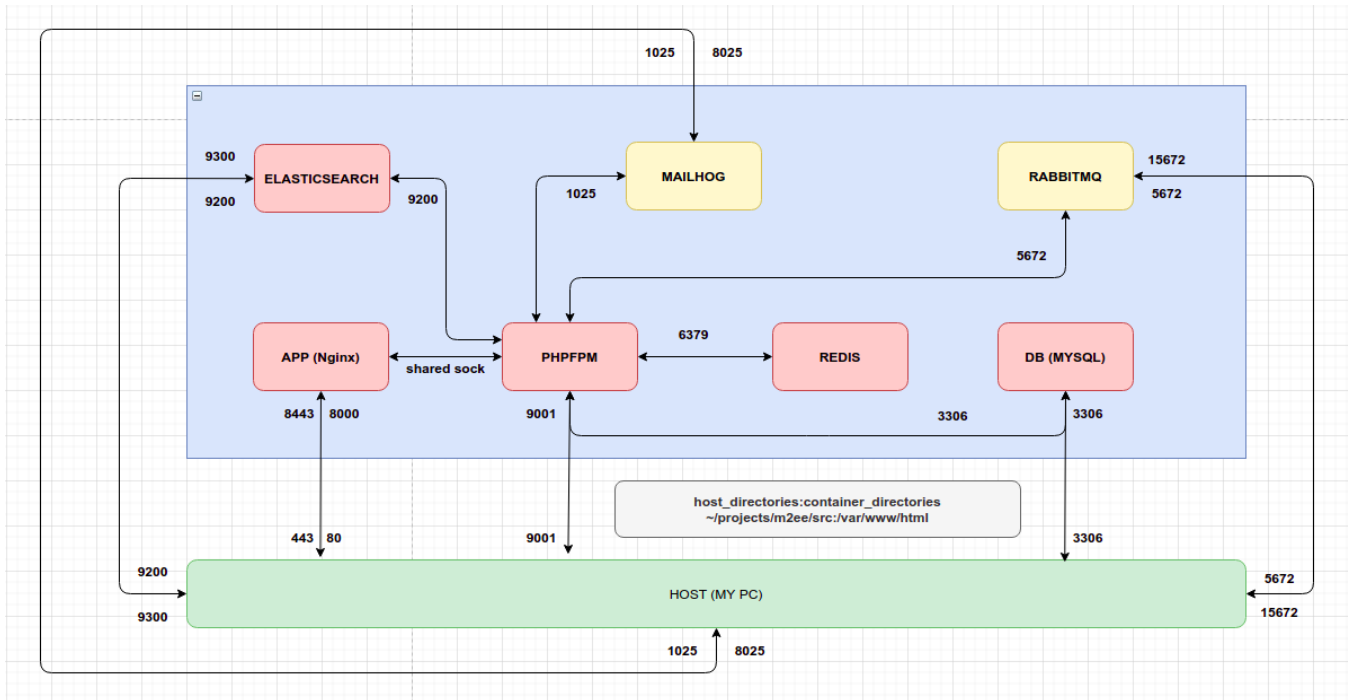 1025 8025
9300
ELASTICSEARCH
9200
9200
MAILHOG
1025
RABBITMQ
15672
5672
5672
APP (Nginx)
shared sock
PHPFPM
6379
REDIS
DB (MYSQL)
8443 8000
9001
3306
3306
host_directories:container_directories
~/projects/m2ee/src:/var/www/html
443 80
9001
3306
9200
9300
HOST (MY PC)
5672
15672
1025 8025